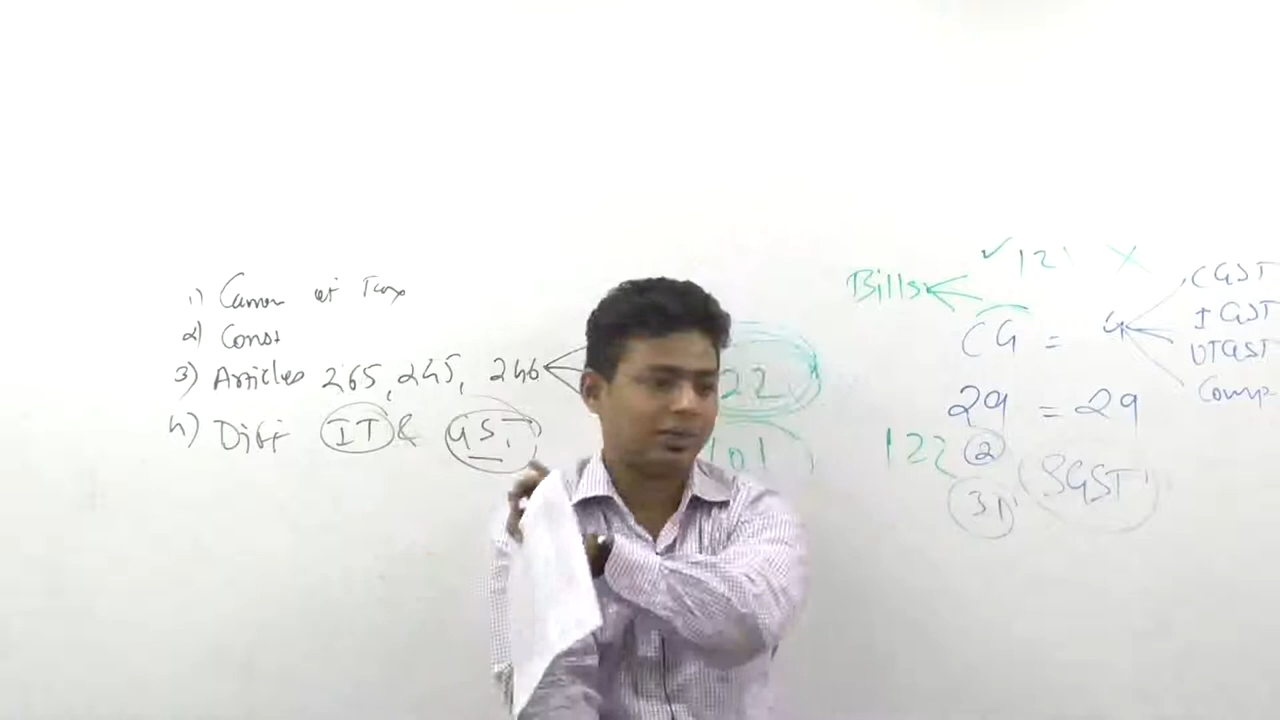 1) Canon of Tax
2) Const
3) Articles 265, 245, 246
4) Diff IT & GST
22
101
Bills
✓ 121 X
CG = 4
CGST
IGST
UTGST
Comp
29 = 29
122 2
31 SGST